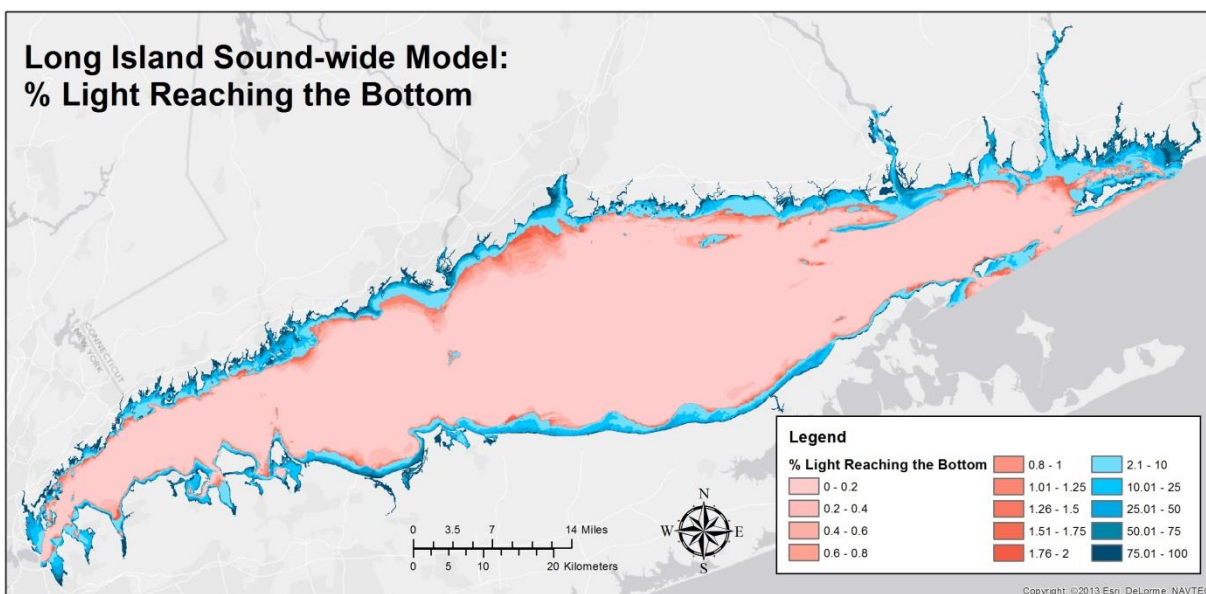 Long Island Sound-wide Model:
% Light Reaching the Bottom
CONNECTICUT
NEW YORK
Legend
% Light Reaching the Bottom
0 - 0.2
0.2 - 0.4
0.4 - 0.6
0.6 - 0.8
0.8 - 1
1.01 - 1.25
1.26 - 1.5
1.51 - 1.75
1.76 - 2
2.1 - 10
10.01 - 25
25.01 - 50
50.01 - 75
75.01 - 100
N
W E
S
0 3.5 7 14 Miles
0 5 10 20 Kilometers
Copyright: ©2013 Esri, DeLorme, NAVTEQ